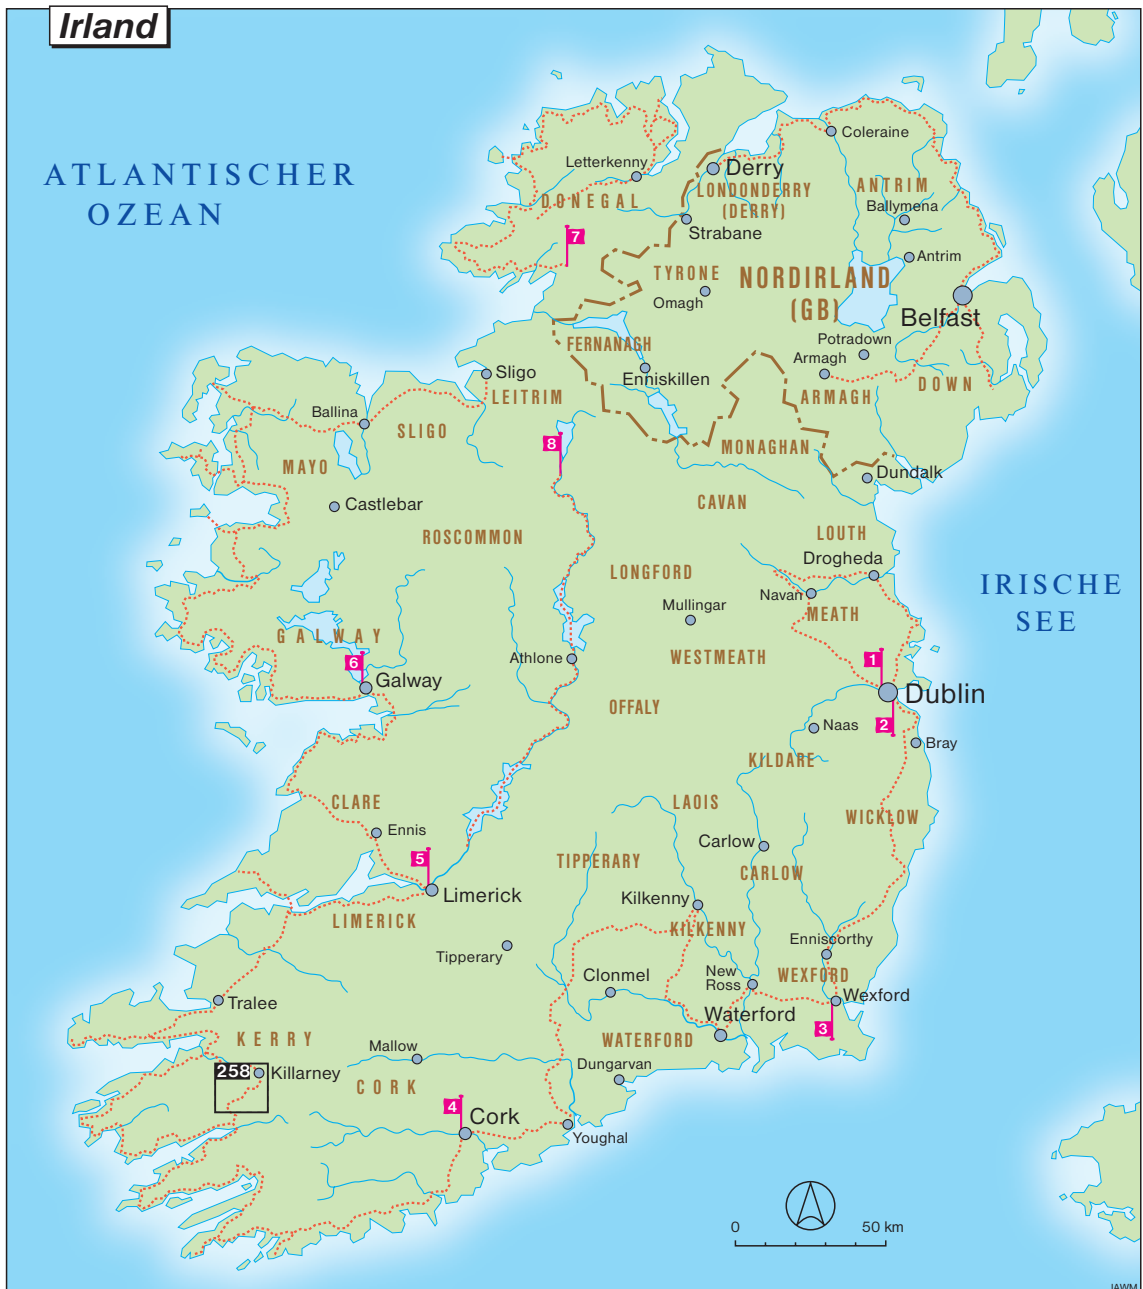 Irland
ATLANTISCHER
OZEAN
Coleraine
Letterkenny
Derry
DONEGAL
LONDONDERRY
(DERRY)
ANTRIM
Ballymena
Strabane
7
Antrim
TYRONE
Omagh
NORDIRLAND
(GB)
Belfast
Potradown
FERNANAGH
Armagh
Enniskillen
Sligo
LEITRIM
ARMAGH
DOWN
Ballina
SLIGO
8
MONAGHAN
MAYO
Dundalk
Castlebar
CAVAN
ROSCOMMON
LOUTH
Drogheda
LONGFORD
Navan
IRISCHE
SEE
Mullingar
MEATH
GALWAY
6
Athlone
WESTMEATH
1
Galway
Dublin
OFFALY
2
Naas
Bray
KILDARE
CLARE
LAOIS
WICKLOW
Ennis
Carlow
5
TIPPERARY
CARLOW
Limerick
Kilkenny
LIMERICK
KILKENNY
Enniscorthy
Tipperary
Clonmel
New
Ross
WEXFORD
Tralee
Wexford
Waterford
3
KERRY
WATERFORD
Mallow
258
Killarney
CORK
Dungarvan
4
Cork
Youghal
0 50 km
IAWM